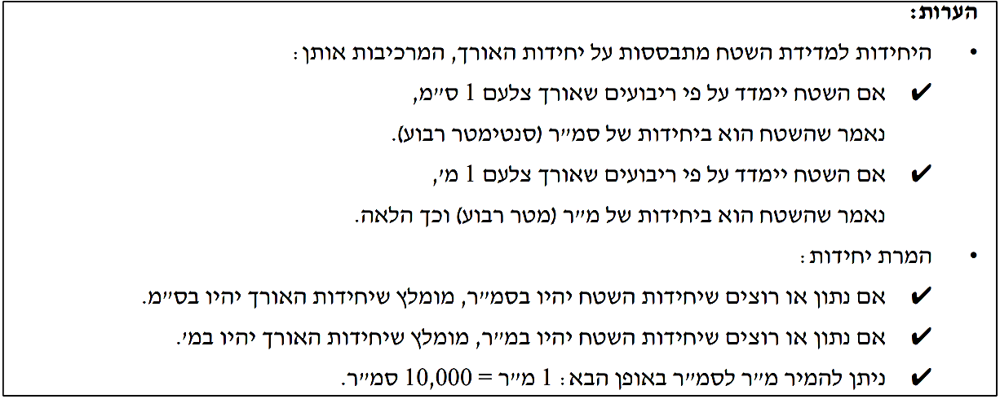 הערות:
• היחידות למדידת השטח מתבססות על יחידות האורך, המרכיבות אותן:
✔ אם השטח יימדד על פי ריבועים שאורך צלעם 1 ס״מ,
נאמר שהשטח הוא ביחידות של סמ״ר (סנטימטר רבוע).
✔ אם השטח יימדד על פי ריבועים שאורך צלעם 1 מ׳,
נאמר שהשטח הוא ביחידות של מ״ר (מטר רבוע) וכך הלאה.
• המרת יחידות:
✔ אם נתון או רוצים שיחידות השטח יהיו בסמ״ר, מומלץ שיחידות האורך יהיו בס״מ.
✔ אם נתון או רוצים שיחידות השטח יהיו במ״ר, מומלץ שיחידות האורך יהיו במ׳.
✔ ניתן להמיר מ״ר לסמ״ר באופן הבא: 1 מ״ר = 10,000 סמ״ר.